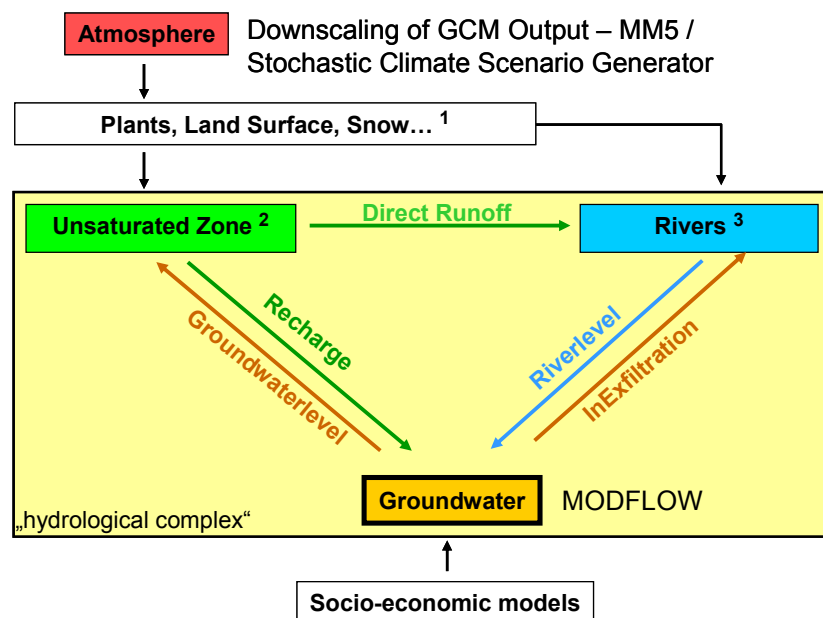 Atmosphere
Downscaling of GCM Output – MM5 /
Stochastic Climate Scenario Generator
Plants, Land Surface, Snow… 1
Unsaturated Zone 2
Direct Runoff
Rivers 3
Recharge
Groundwaterlevel
Riverlevel
InExfiltration
Groundwater
MODFLOW
„hydrological complex“
Socio-economic models